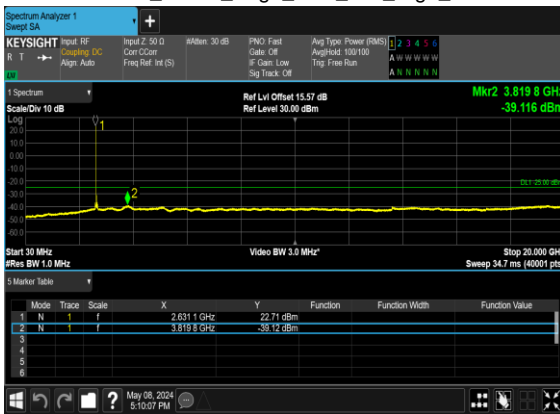 Spectrum Analyzer 1
Swept SA
+
KEYSIGHT
R T
LV
Input: RF
Coupling: DC
Align: Auto
Input Z: 50 Ω
Corr CCorr
Freq Ref: Int (S)
#Atten: 30 dB
PNO: Fast
Gate: Off
IF Gain: Low
Sig Track: Off
Avg Type: Power (RMS)
Avg|Hold: 100/100
Trig: Free Run
1 2 3 4 5 6
A W W W W W
A N N N N N
1 Spectrum
Scale/Div 10 dB
Ref Lvl Offset 15.57 dB
Ref Level 30.00 dBm
Mkr2 3.819 8 GHz
-39.116 dBm
Log
20.0
10.0
0.00
-10.0
-20.0
-30.0
-40.0
-50.0
-60.0
1
2
DL1 -25.00 dBm
Start 30 MHz
#Res BW 1.0 MHz
Video BW 3.0 MHz*
Stop 20.000 GHz
Sweep 34.7 ms (40001 pts)
5 Marker Table
Mode Trace Scale X Y Function Function Width Function Value
1 N 1 f 2.631 1 GHz 22.71 dBm
2 N 1 f 3.819 8 GHz -39.12 dBm
3
4
5
6
?
May 08, 2024
5:10:07 PM